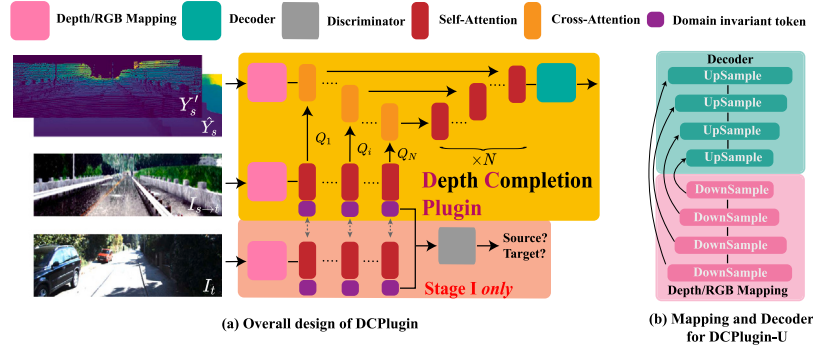 Depth/RGB Mapping
Decoder
Discriminator
Self-Attention
Cross-Attention
Domain invariant token
Y's
Ŷs
Is→t
It
Q1
Qi
QN
×N
Depth Completion
Plugin
Source?
Target?
Stage I only
(a) Overall design of DCPlugin
Decoder
UpSample
UpSample
UpSample
UpSample
DownSample
DownSample
DownSample
DownSample
Depth/RGB Mapping
(b) Mapping and Decoder
for DCPlugin-U